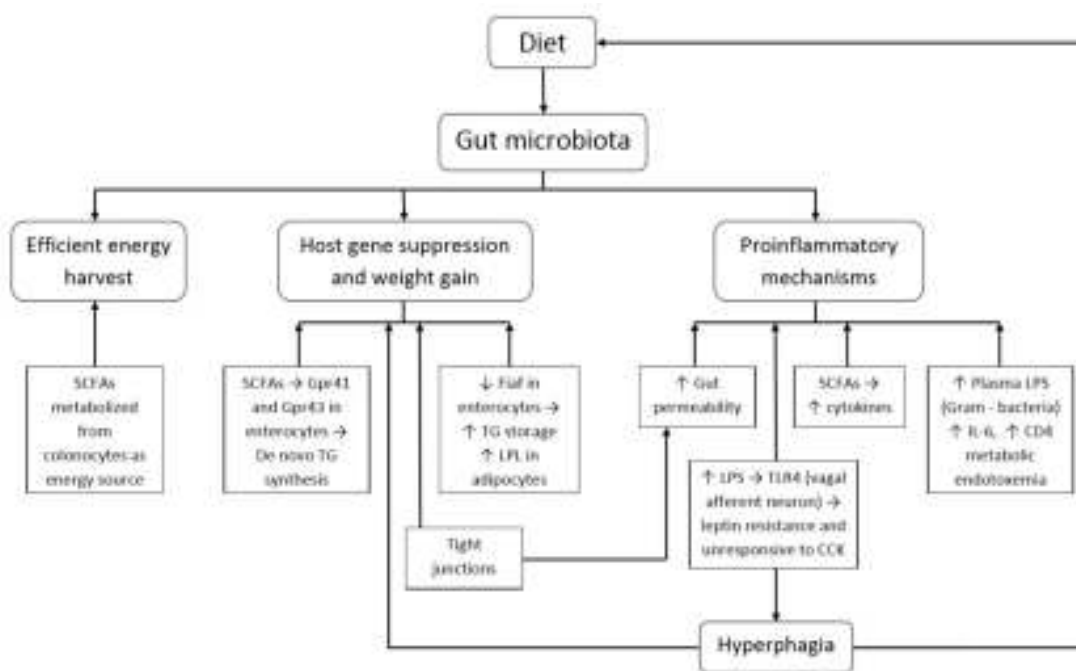 Diet
Gut microbiota
Efficient energy
harvest
Host gene suppression
and weight gain
Proinflammatory
mechanisms
SCFAs
metabolized
from
colonocytes as
energy source
SCFAs → Gpr41
and Gpr43 in
enterocytes →
De novo TG
synthesis
↓ Fiaf in
enterocytes →
↑ TG storage
↑ LPL in
adipocytes
↑ Gut
permeability
SCFAs →
↑ cytokines
↑ Plasma LPS
(Gram - bacteria)
↑ IL-6, ↑ CD4
metabolic
endotoxemia
↑ LPS → TLR4 (vagal
afferent neuron) →
leptin resistance and
unresponsive to CCK
Tight
junctions
Hyperphagia